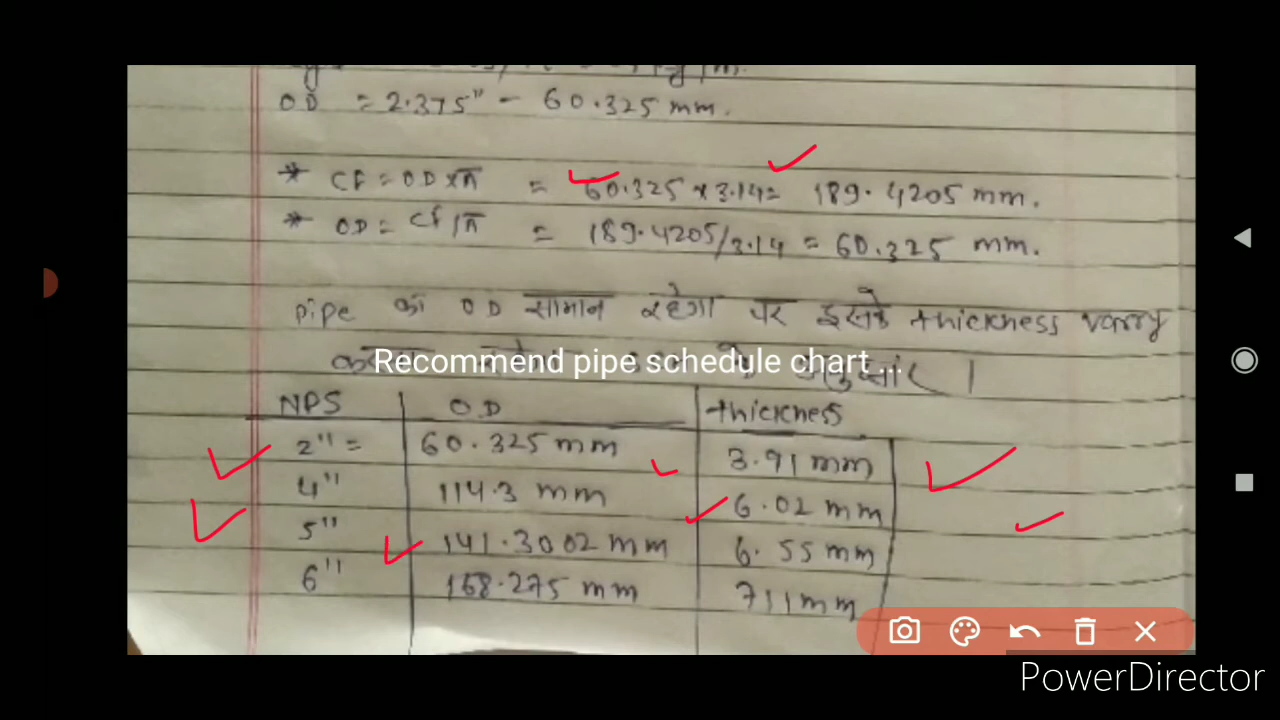 OD = 2.375" - 60.325 mm.
* CF = OD×π = 60.325 × 3.14 = 189.4205 mm.
* OD = CF/π = 189.4205/3.14 = 60.325 mm.
pipe का OD सामान रहेगा पर इसके thickness varry
Recommend pipe schedule chart ...
NPS OD thickness
2" = 60.325 mm 3.91 mm
4" 114.3 mm 6.02 mm
5" 141.3002 mm 6.55 mm
6" 168.275 mm 711 mm
PowerDirector